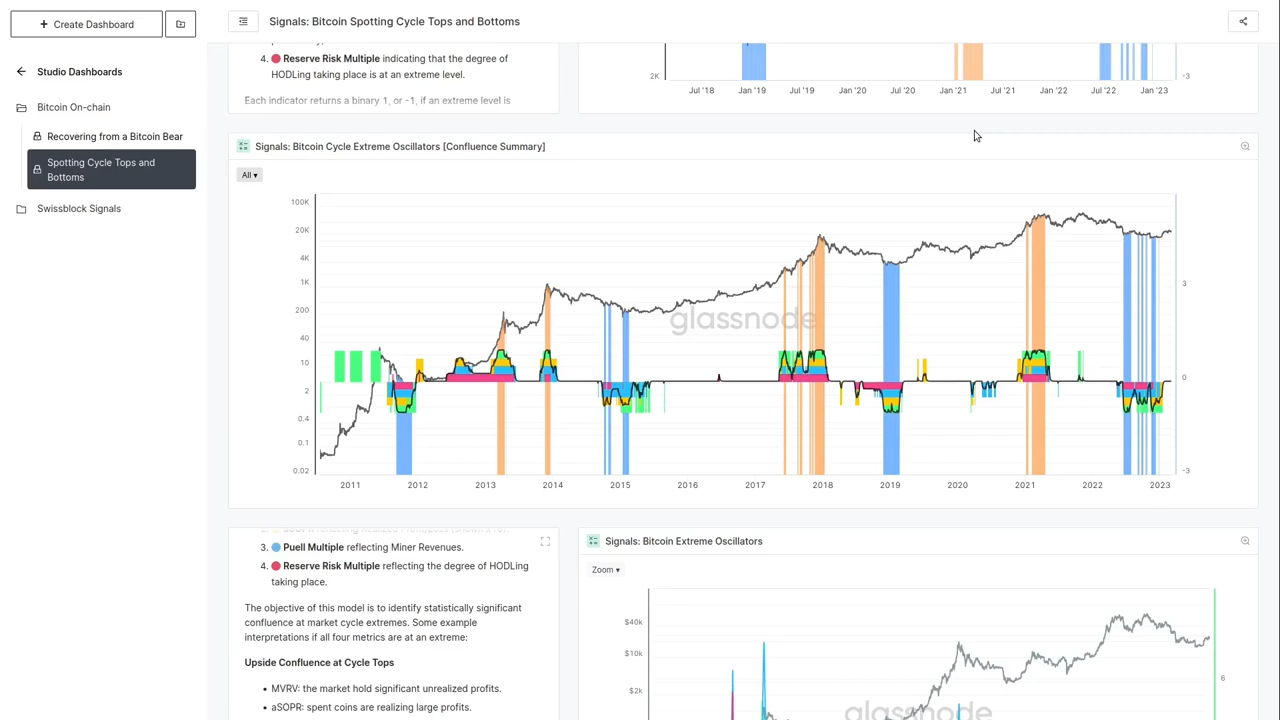 + Create Dashboard
Signals: Bitcoin Spotting Cycle Tops and Bottoms
Studio Dashboards
Bitcoin On-chain
Recovering from a Bitcoin Bear
Spotting Cycle Tops and
Bottoms
Swissblock Signals
4. Reserve Risk Multiple indicating that the degree of
HODLing taking place is at an extreme level.
Each indicator returns a binary 1, or -1, if an extreme level is
2K
-3
Jul '18 Jan '19 Jul '19 Jan '20 Jul '20 Jan '21 Jul '21 Jan '22 Jul '22 Jan '23
Signals: Bitcoin Cycle Extreme Oscillators [Confluence Summary]
All ▾
100K
20K
4K
1K
200
40
10
2
0.4
0.1
0.02
3
0
-3
glassnode
2011 2012 2013 2014 2015 2016 2017 2018 2019 2020 2021 2022 2023
3. Puell Multiple reflecting Miner Revenues.
4. Reserve Risk Multiple reflecting the degree of HODLing
taking place.
The objective of this model is to identify statistically significant
confluence at market cycle extremes. Some example
interpretations if all four metrics are at an extreme:
Upside Confluence at Cycle Tops
• MVRV: the market hold significant unrealized profits.
• aSOPR: spent coins are realizing large profits.
Signals: Bitcoin Extreme Oscillators
Zoom ▾
$40k
$10k
$2k
6
glassnode